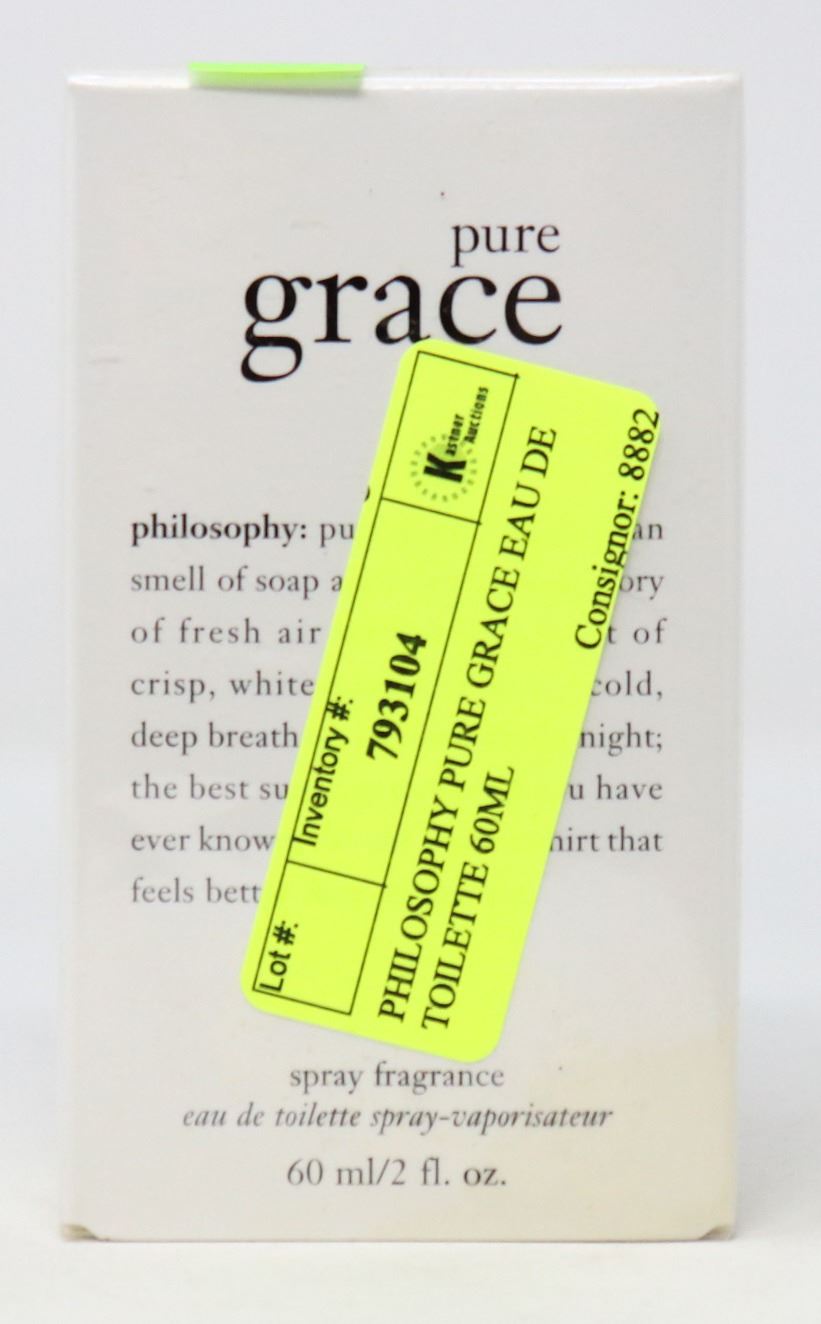 pure
grace
philosophy: pu an
smell of soap a ory
of fresh air t of
crisp, white cold,
deep breath night;
the best su u have
ever know hirt that
feels bett
Lot #:
Inventory #:
793104
Kastner
Auctions
PHILOSOPHY PURE GRACE EAU DE
TOILETTE 60ML
Consignor: 8882
spray fragrance
eau de toilette spray-vaporisateur
60 ml/2 fl. oz.